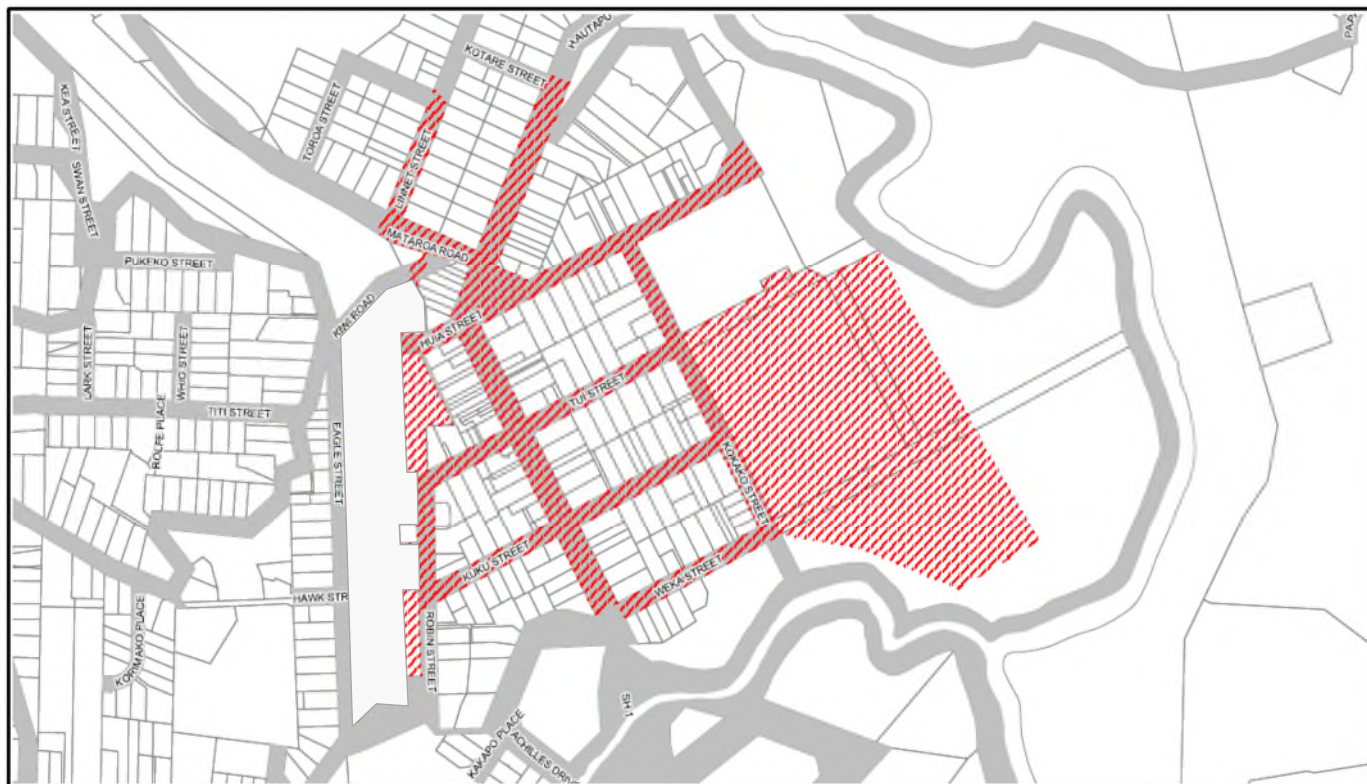 HAUTAPU
PAA
KOTARE STREET
KEA STREET
TOROA STREET
SWAN STREET
LINNET STREET
MATAROA ROAD
PUKEKO STREET
KIWI ROAD
HUIA STREET
LARK STREET
WHIO STREET
TUI STREET
TITI STREET
ROLFE PLACE
EAGLE STREET
KOKAKO STREET
KUKU STREET
WEKA STREET
HAWK STR
KORIMAKO PLACE
ROBIN STREET
SH 1
KAKAPO PLACE
ACHILLES DRIV